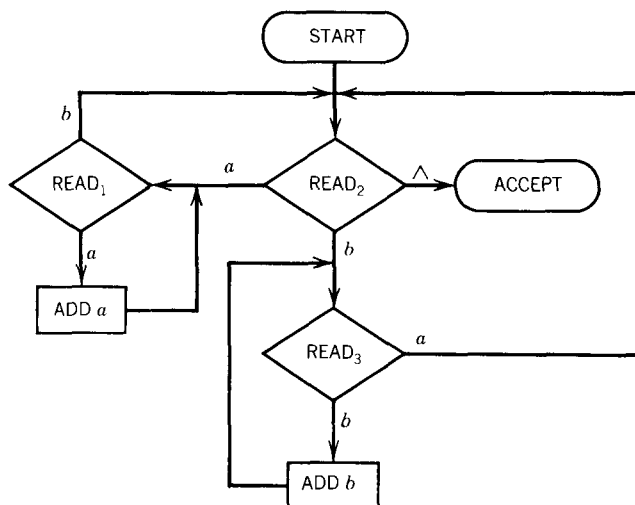 START
b
READ₁
a
READ₂
Λ
ACCEPT
a
b
ADD a
READ₃
a
b
ADD b